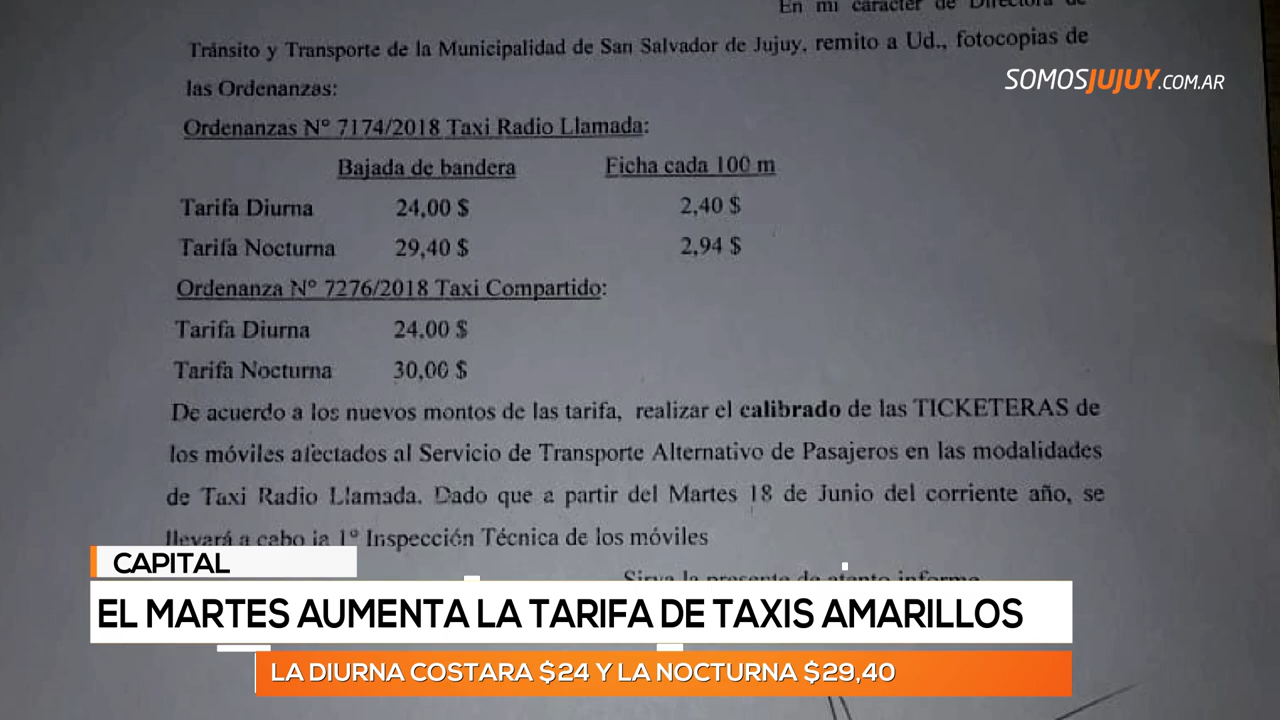 En mi carácter de Directora de
Tránsito y Transporte de la Municipalidad de San Salvador de Jujuy, remito a Ud., fotocopias de
las Ordenanzas:
SOMOSJUJUY.COM.AR
Ordenanzas N° 7174/2018 Taxi Radio Llamada:
Bajada de bandera Ficha cada 100 m
Tarifa Diurna 24,00 $ 2,40 $
Tarifa Nocturna 29,40 $ 2,94 $
Ordenanza N° 7276/2018 Taxi Compartido:
Tarifa Diurna 24,00 $
Tarifa Nocturna 30,00 $
De acuerdo a los nuevos montos de las tarifa, realizar el calibrado de las TICKETERAS de
los móviles afectados al Servicio de Transporte Alternativo de Pasajeros en las modalidades
de Taxi Radio Llamada. Dado que a partir del Martes 18 de Junio del corriente año, se
llevará a cabo la 1° Inspección Técnica de los móviles
Sirva la presente de atento informe
CAPITAL
EL MARTES AUMENTA LA TARIFA DE TAXIS AMARILLOS
LA DIURNA COSTARA $24 Y LA NOCTURNA $29,40